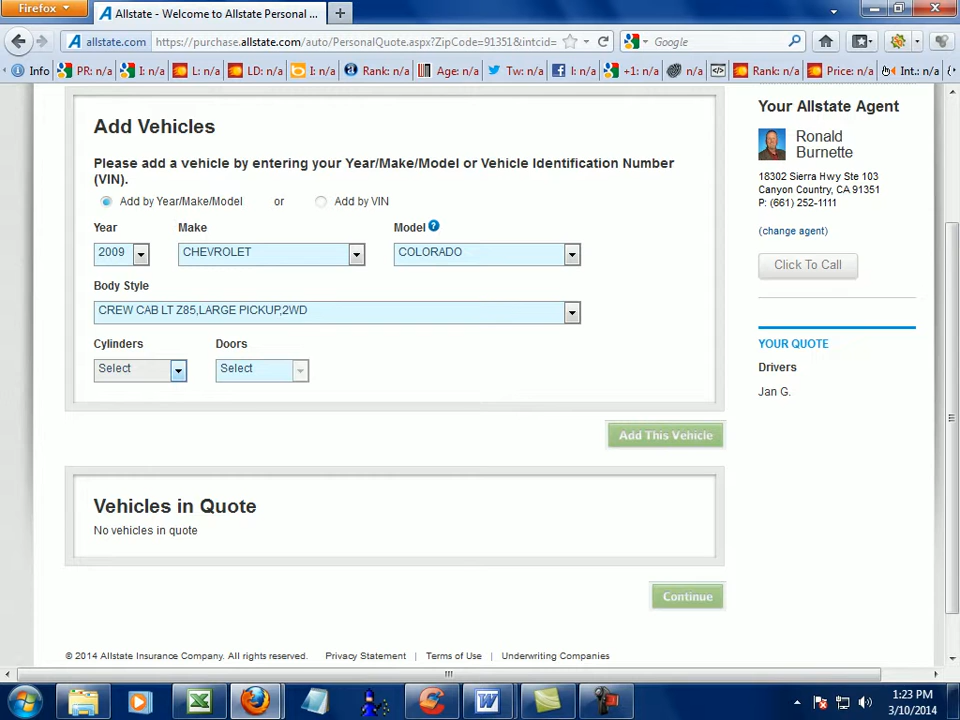 Firefox
Allstate - Welcome to Allstate Personal ...
allstate.com https://purchase.allstate.com/auto/PersonalQuote.aspx?ZipCode=91351&intcid= Google
Info PR: n/a I: n/a L: n/a LD: n/a I: n/a Rank: n/a Age: n/a Tw: n/a I: n/a +1: n/a n/a Rank: n/a Price: n/a Int.: n/a
Add Vehicles
Please add a vehicle by entering your Year/Make/Model or Vehicle Identification Number
(VIN).
Add by Year/Make/Model or Add by VIN
Year Make Model ?
2009 CHEVROLET COLORADO
Body Style
CREW CAB LT Z85,LARGE PICKUP,2WD
Cylinders Doors
Select Select
Add This Vehicle
Vehicles in Quote
No vehicles in quote
Continue
Your Allstate Agent
Ronald
Burnette
18302 Sierra Hwy Ste 103
Canyon Country, CA 91351
P: (661) 252-1111
(change agent)
Click To Call
YOUR QUOTE
Drivers
Jan G.
© 2014 Allstate Insurance Company. All rights reserved. | Privacy Statement | Terms of Use | Underwriting Companies
1:23 PM
3/10/2014